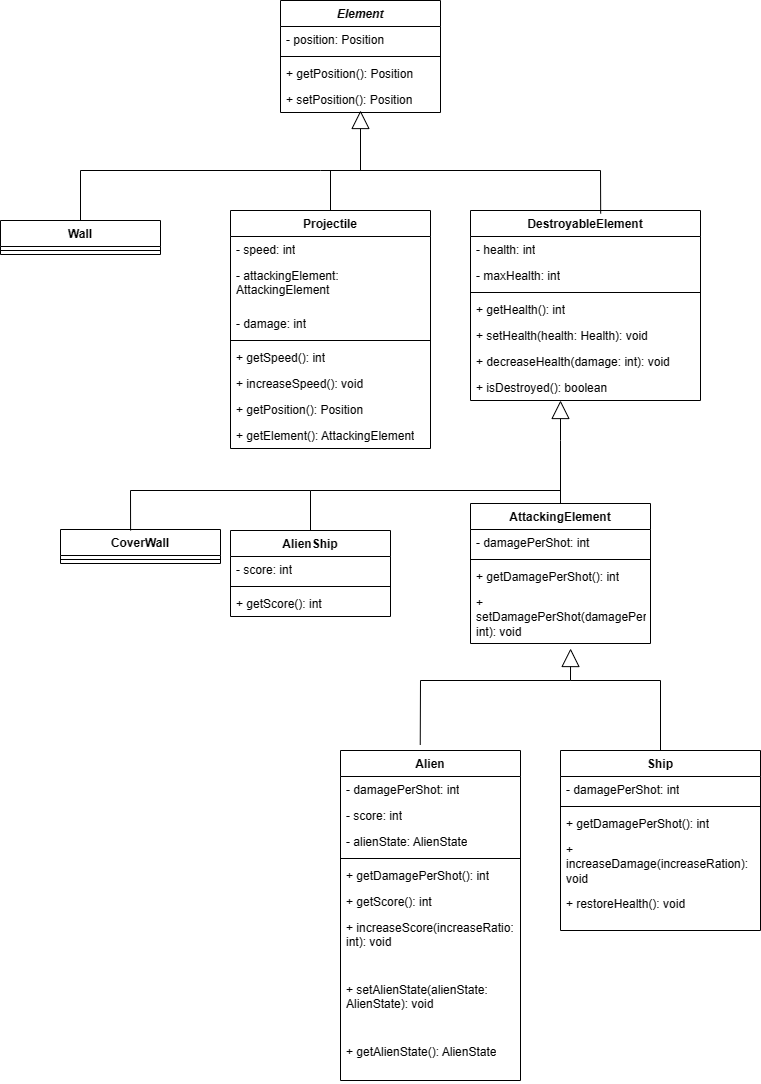 Element
- position: Position
+ getPosition(): Position
+ setPosition(): Position
Wall
Projectile
- speed: int
- attackingElement:
AttackingElement
- damage: int
+ getSpeed(): int
+ increaseSpeed(): void
+ getPosition(): Position
+ getElement(): AttackingElement
DestroyableElement
- health: int
- maxHealth: int
+ getHealth(): int
+ setHealth(health: Health): void
+ decreaseHealth(damage: int): void
+ isDestroyed(): boolean
CoverWall
AlienShip
- score: int
+ getScore(): int
AttackingElement
- damagePerShot: int
+ getDamagePerShot(): int
+
setDamagePerShot(damagePer
int): void
Alien
- damagePerShot: int
- score: int
- alienState: AlienState
+ getDamagePerShot(): int
+ getScore(): int
+ increaseScore(increaseRatio:
int): void
+ setAlienState(alienState:
AlienState): void
+ getAlienState(): AlienState
Ship
- damagePerShot: int
+ getDamagePerShot(): int
+
increaseDamage(increaseRation):
void
+ restoreHealth(): void